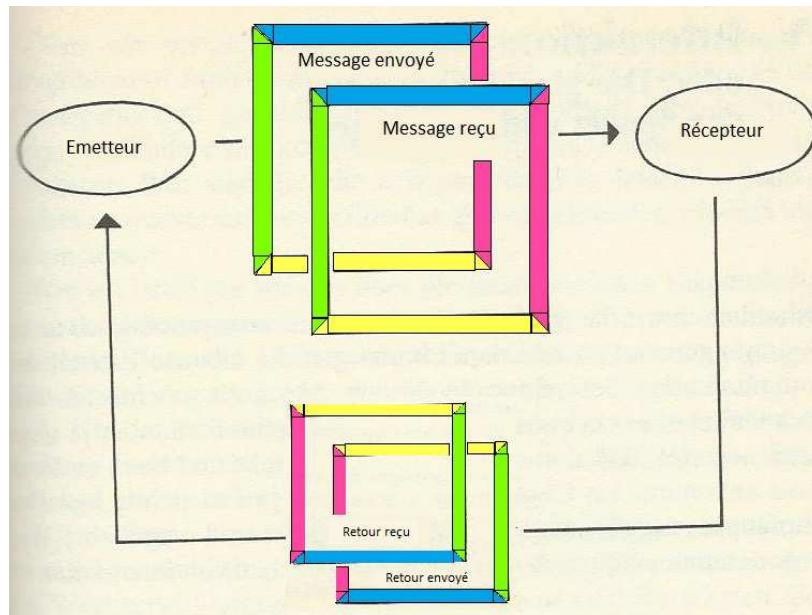 Message envoyé
Message reçu
Emetteur
Récepteur
Retour reçu
Retour envoyé